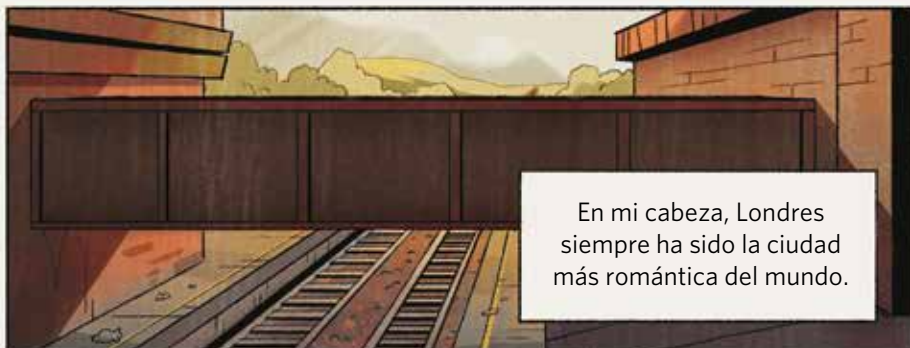 En mi cabeza, Londres
siempre ha sido la ciudad
más romántica del mundo.